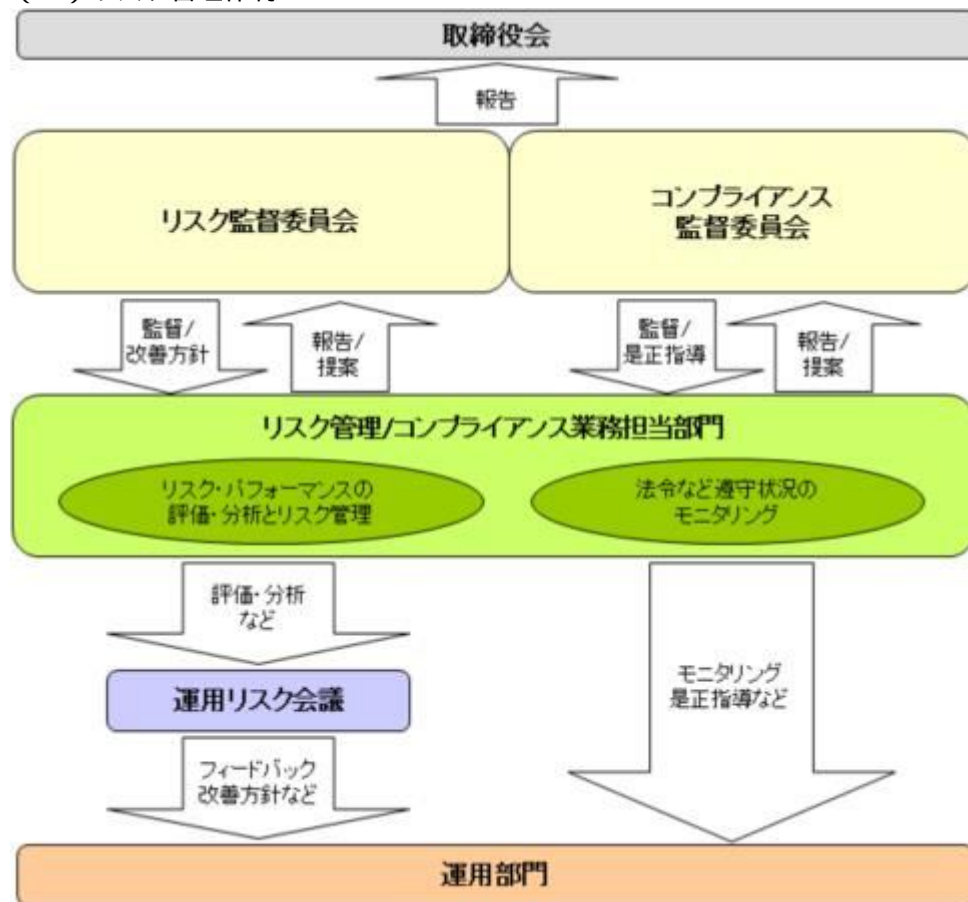 取締役会
報告
リスク監督委員会
コンプライアンス
監督委員会
監督/
改善方針
報告/
提案
監督/
是正指導
報告/
提案
リスク管理/コンプライアンス業務担当部門
リスク・パフォーマンスの
評価・分析とリスク管理
法令など遵守状況の
モニタリング
評価・分析
など
運用リスク会議
モニタリング
是正指導など
フィードバック
改善方針など
運用部門